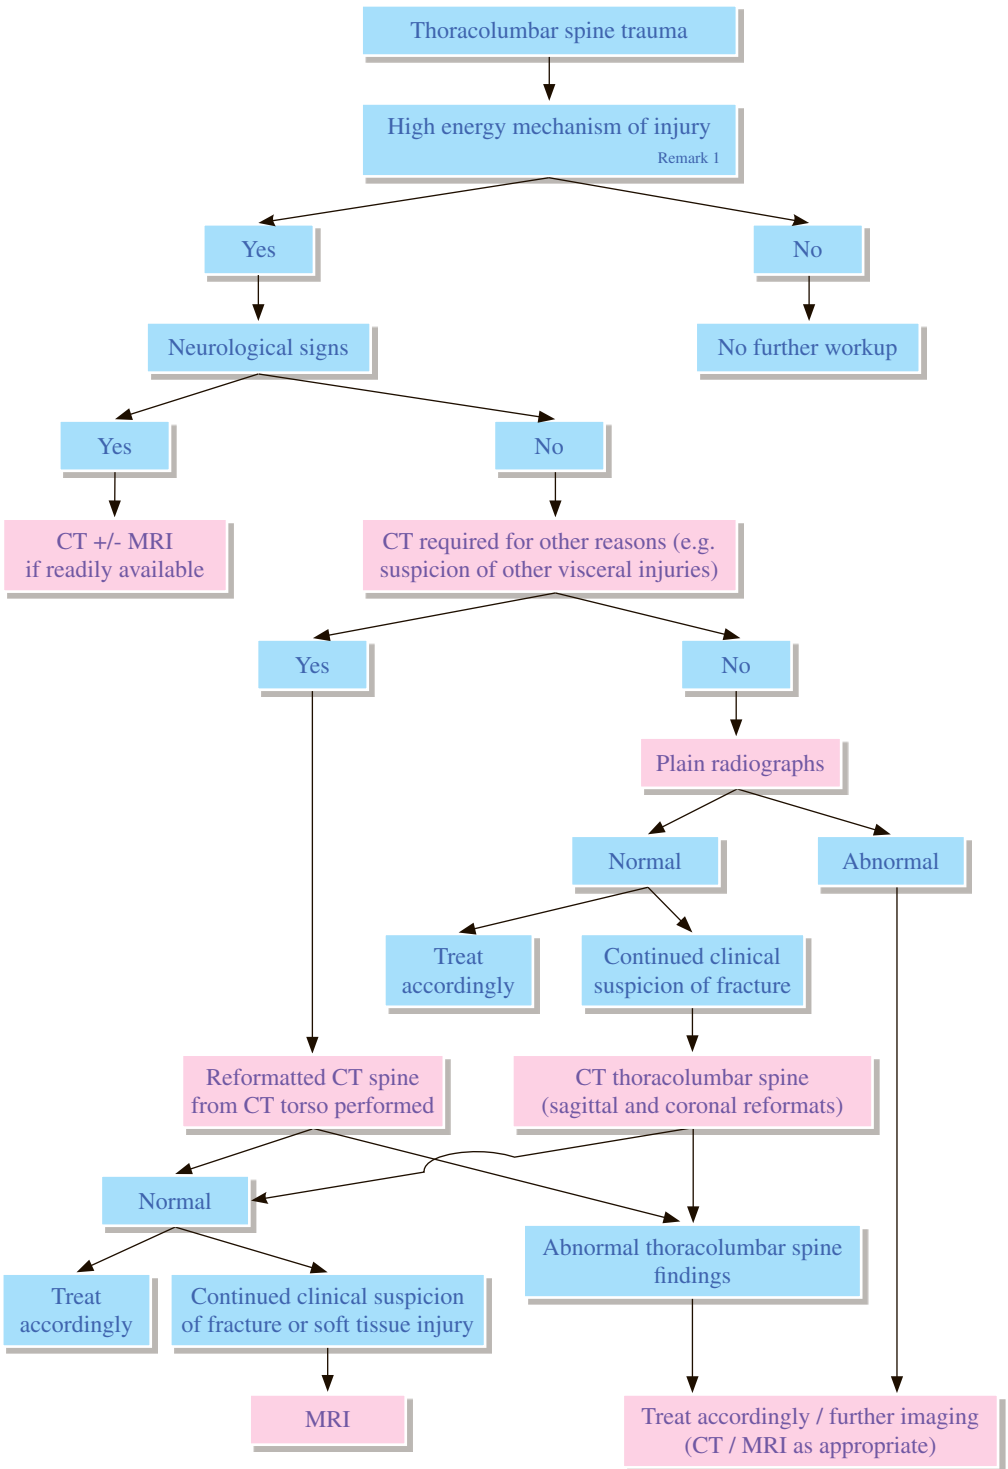 Thoracolumbar spine trauma
High energy mechanism of injury
Remark 1
Yes
No
Neurological signs
No further workup
Yes
No
CT +/- MRI
if readily available
CT required for other reasons (e.g.
suspicion of other visceral injuries)
Yes
No
Plain radiographs
Normal
Abnormal
Treat
accordingly
Continued clinical
suspicion of fracture
Reformatted CT spine
from CT torso performed
CT thoracolumbar spine
(sagittal and coronal reformats)
Normal
Abnormal thoracolumbar spine
findings
Treat
accordingly
Continued clinical suspicion
of fracture or soft tissue injury
MRI
Treat accordingly / further imaging
(CT / MRI as appropriate)